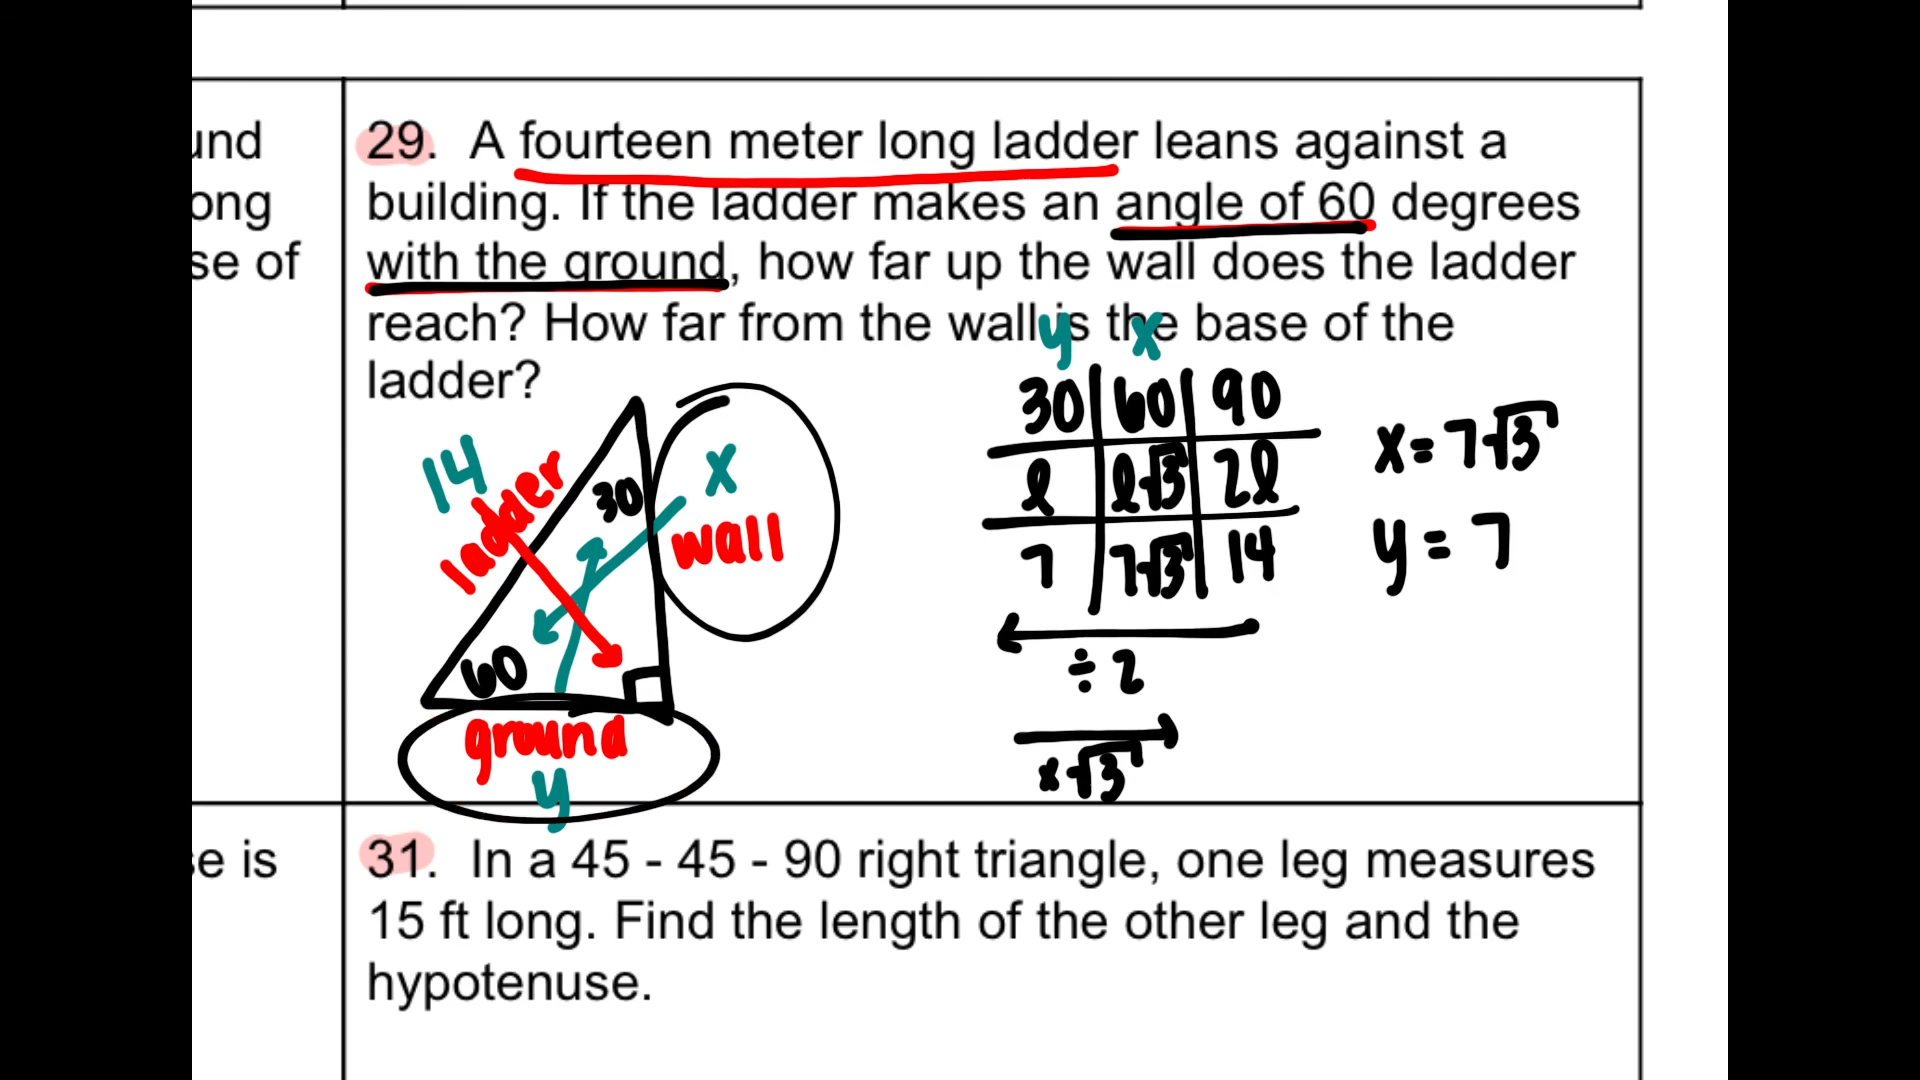 und
ong
se of
29. A fourteen meter long ladder leans against a
building. If the ladder makes an angle of 60 degrees
with the ground, how far up the wall does the ladder
reach? How far from the wall is the base of the
ladder?
14
ladder
30
x
wall
60
ground
y
y x
30 60 90
l l√3 2l
7 7√3 14
÷ 2
x√3
x = 7√3
y = 7
se is
31. In a 45 - 45 - 90 right triangle, one leg measures
15 ft long. Find the length of the other leg and the
hypotenuse.